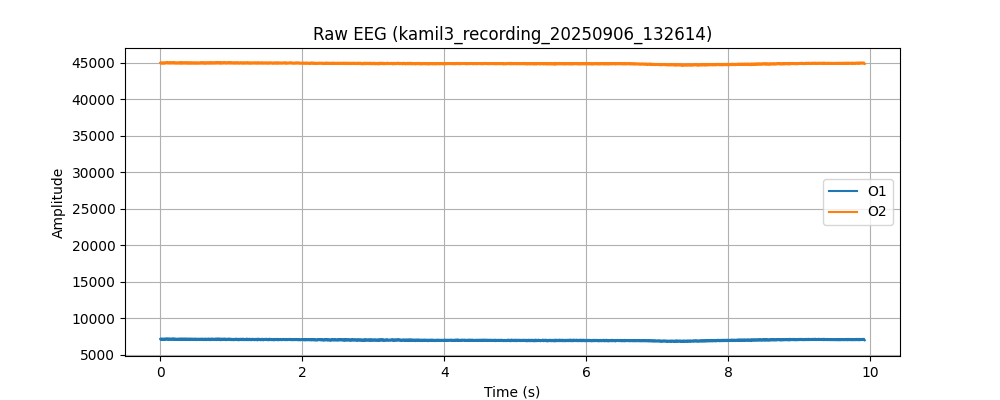 Raw EEG (kamil3_recording_20250906_132614)
45000
40000
35000
30000
25000
20000
15000
10000
5000
Amplitude
O1
O2
0 2 4 6 8 10
Time (s)